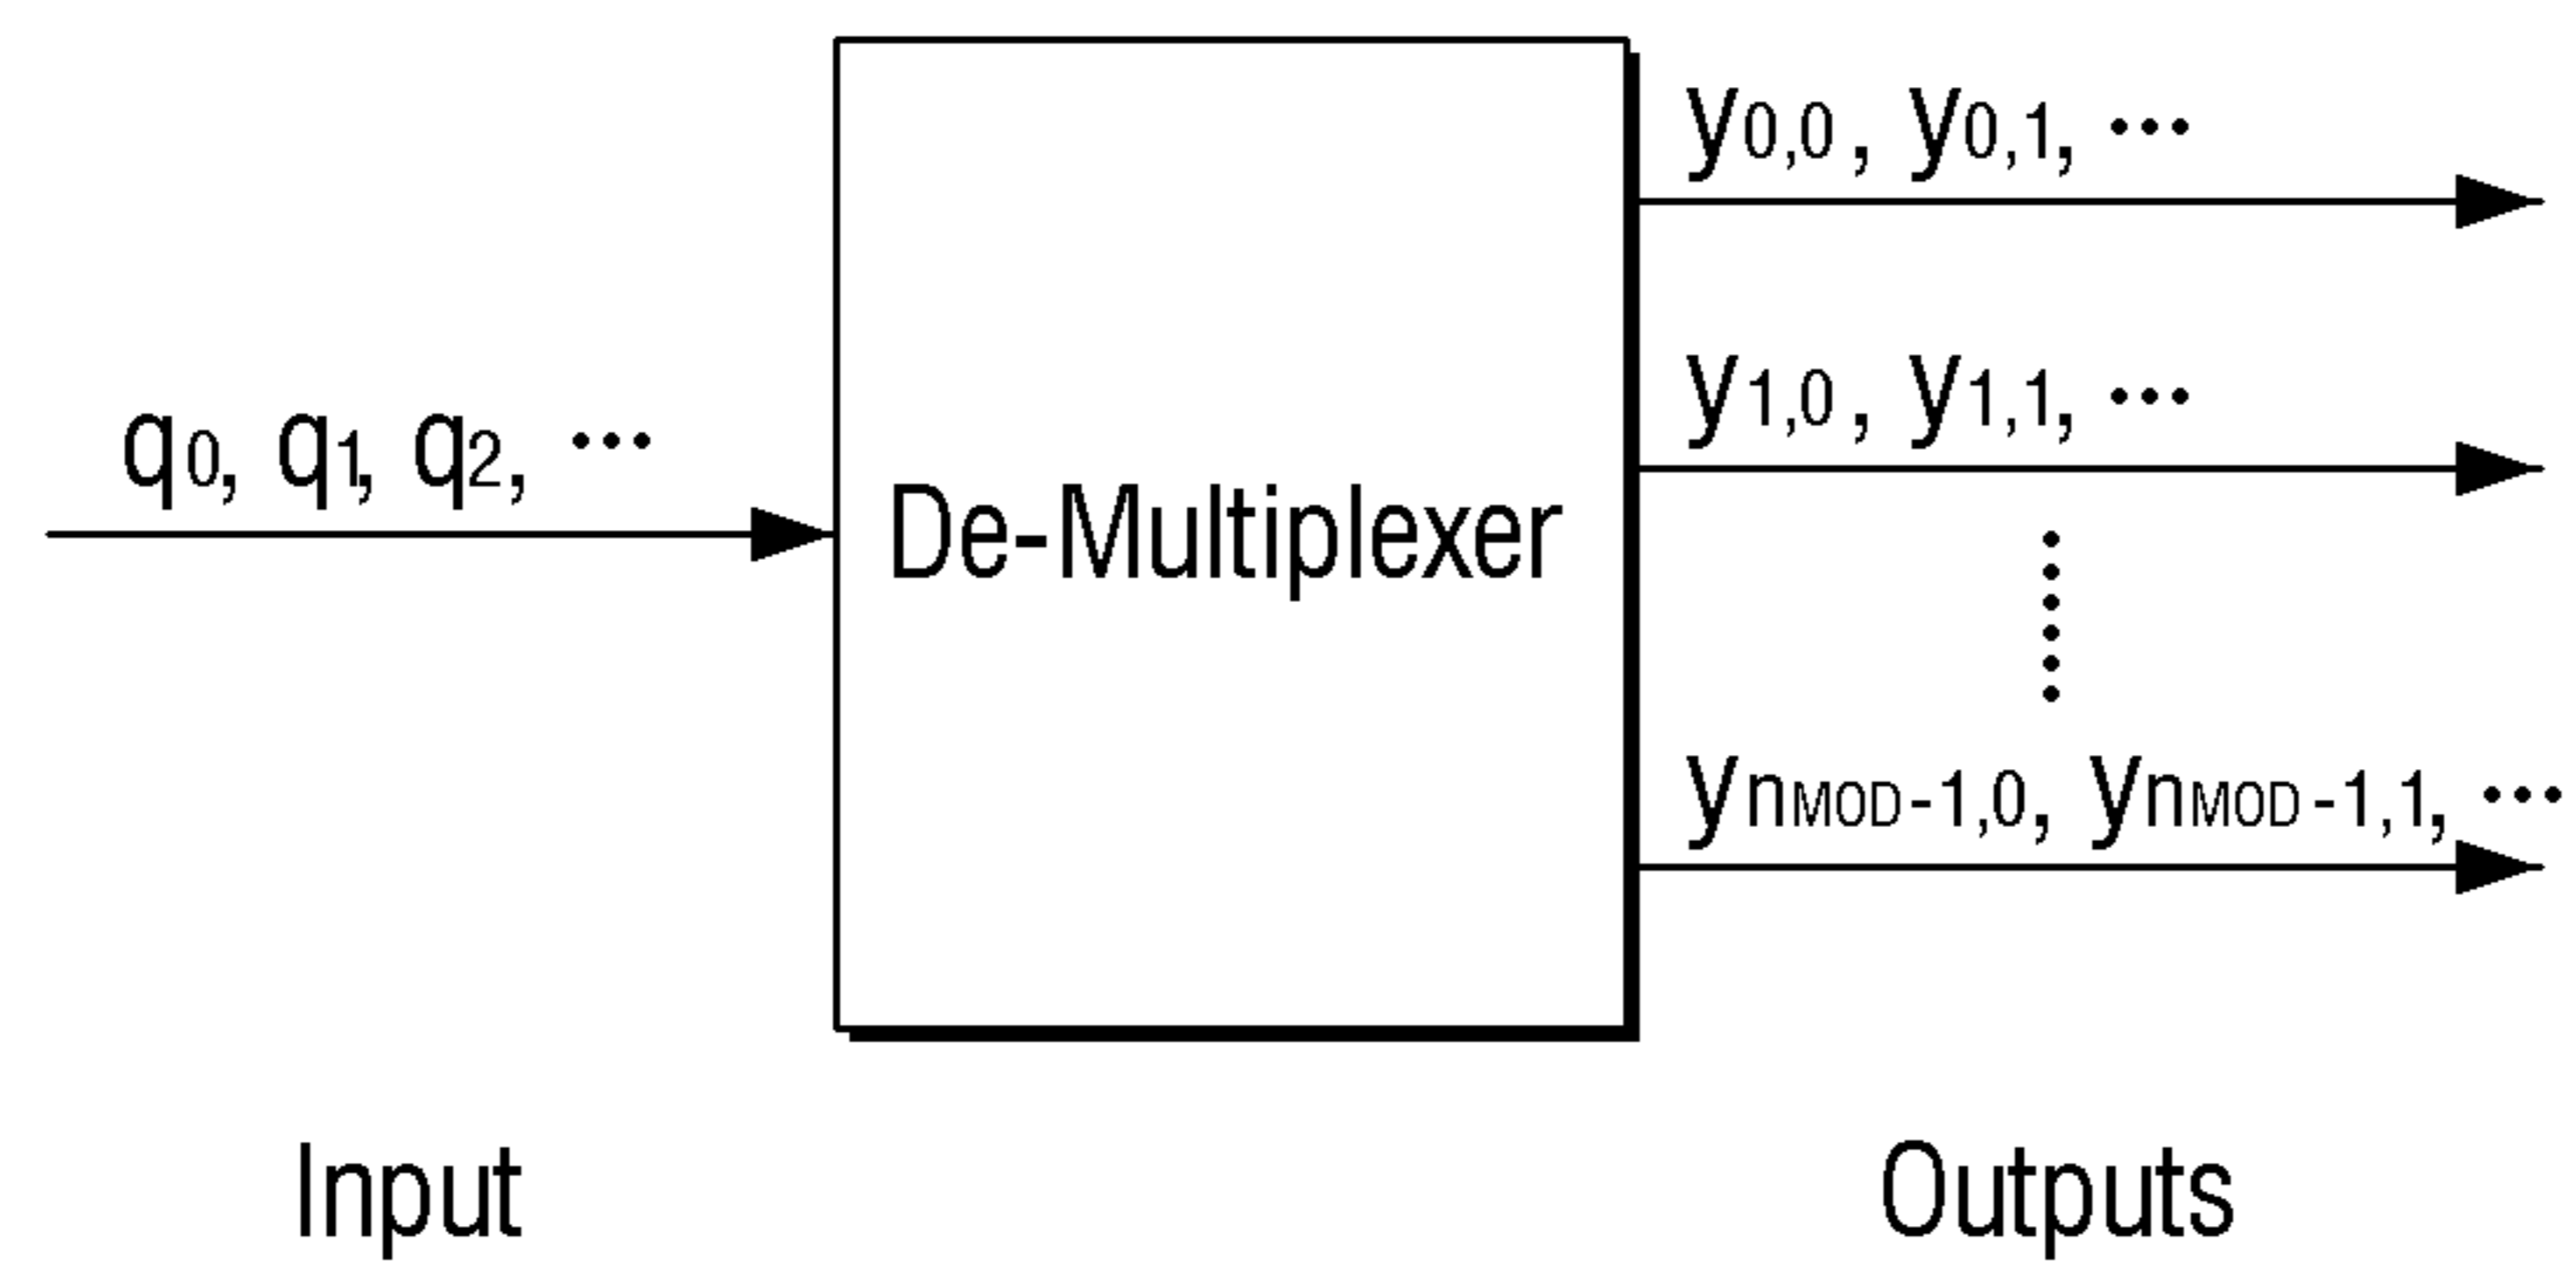 y0,0, y0,1, ···
y1,0, y1,1, ···
q0, q1, q2, ···
De-Multiplexer
ynMOD-1,0, ynMOD-1,1, ···
Input
Outputs